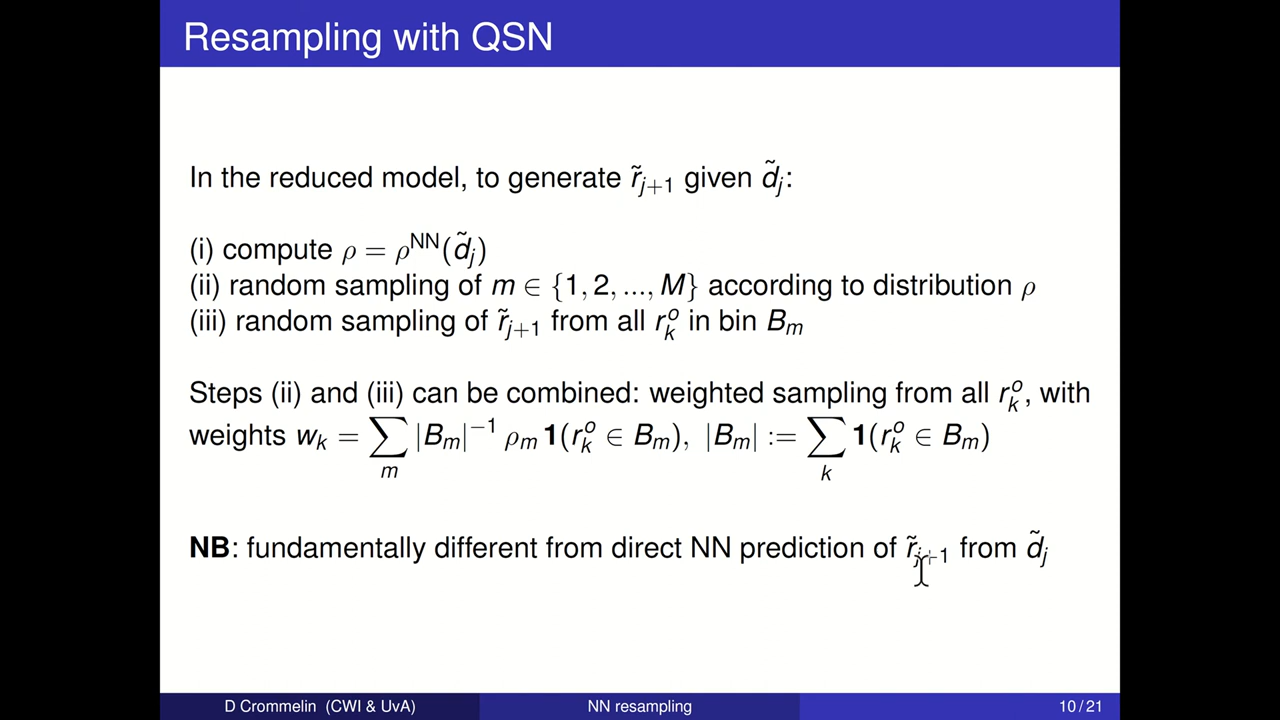 Resampling with QSN
In the reduced model, to generate r̃_{j+1} given d̃_j:
(i) compute ρ = ρ^{NN}(d̃_j)
(ii) random sampling of m ∈ {1, 2, ..., M} according to distribution ρ
(iii) random sampling of r̃_{j+1} from all r_k^o in bin B_m
Steps (ii) and (iii) can be combined: weighted sampling from all r_k^o, with
weights w_k = ∑_m |B_m|^{-1} ρ_m 1(r_k^o ∈ B_m), |B_m| := ∑_k 1(r_k^o ∈ B_m)
NB: fundamentally different from direct NN prediction of r̃_{j+1} from d̃_j
D Crommelin (CWI & UvA) NN resampling 10 / 21